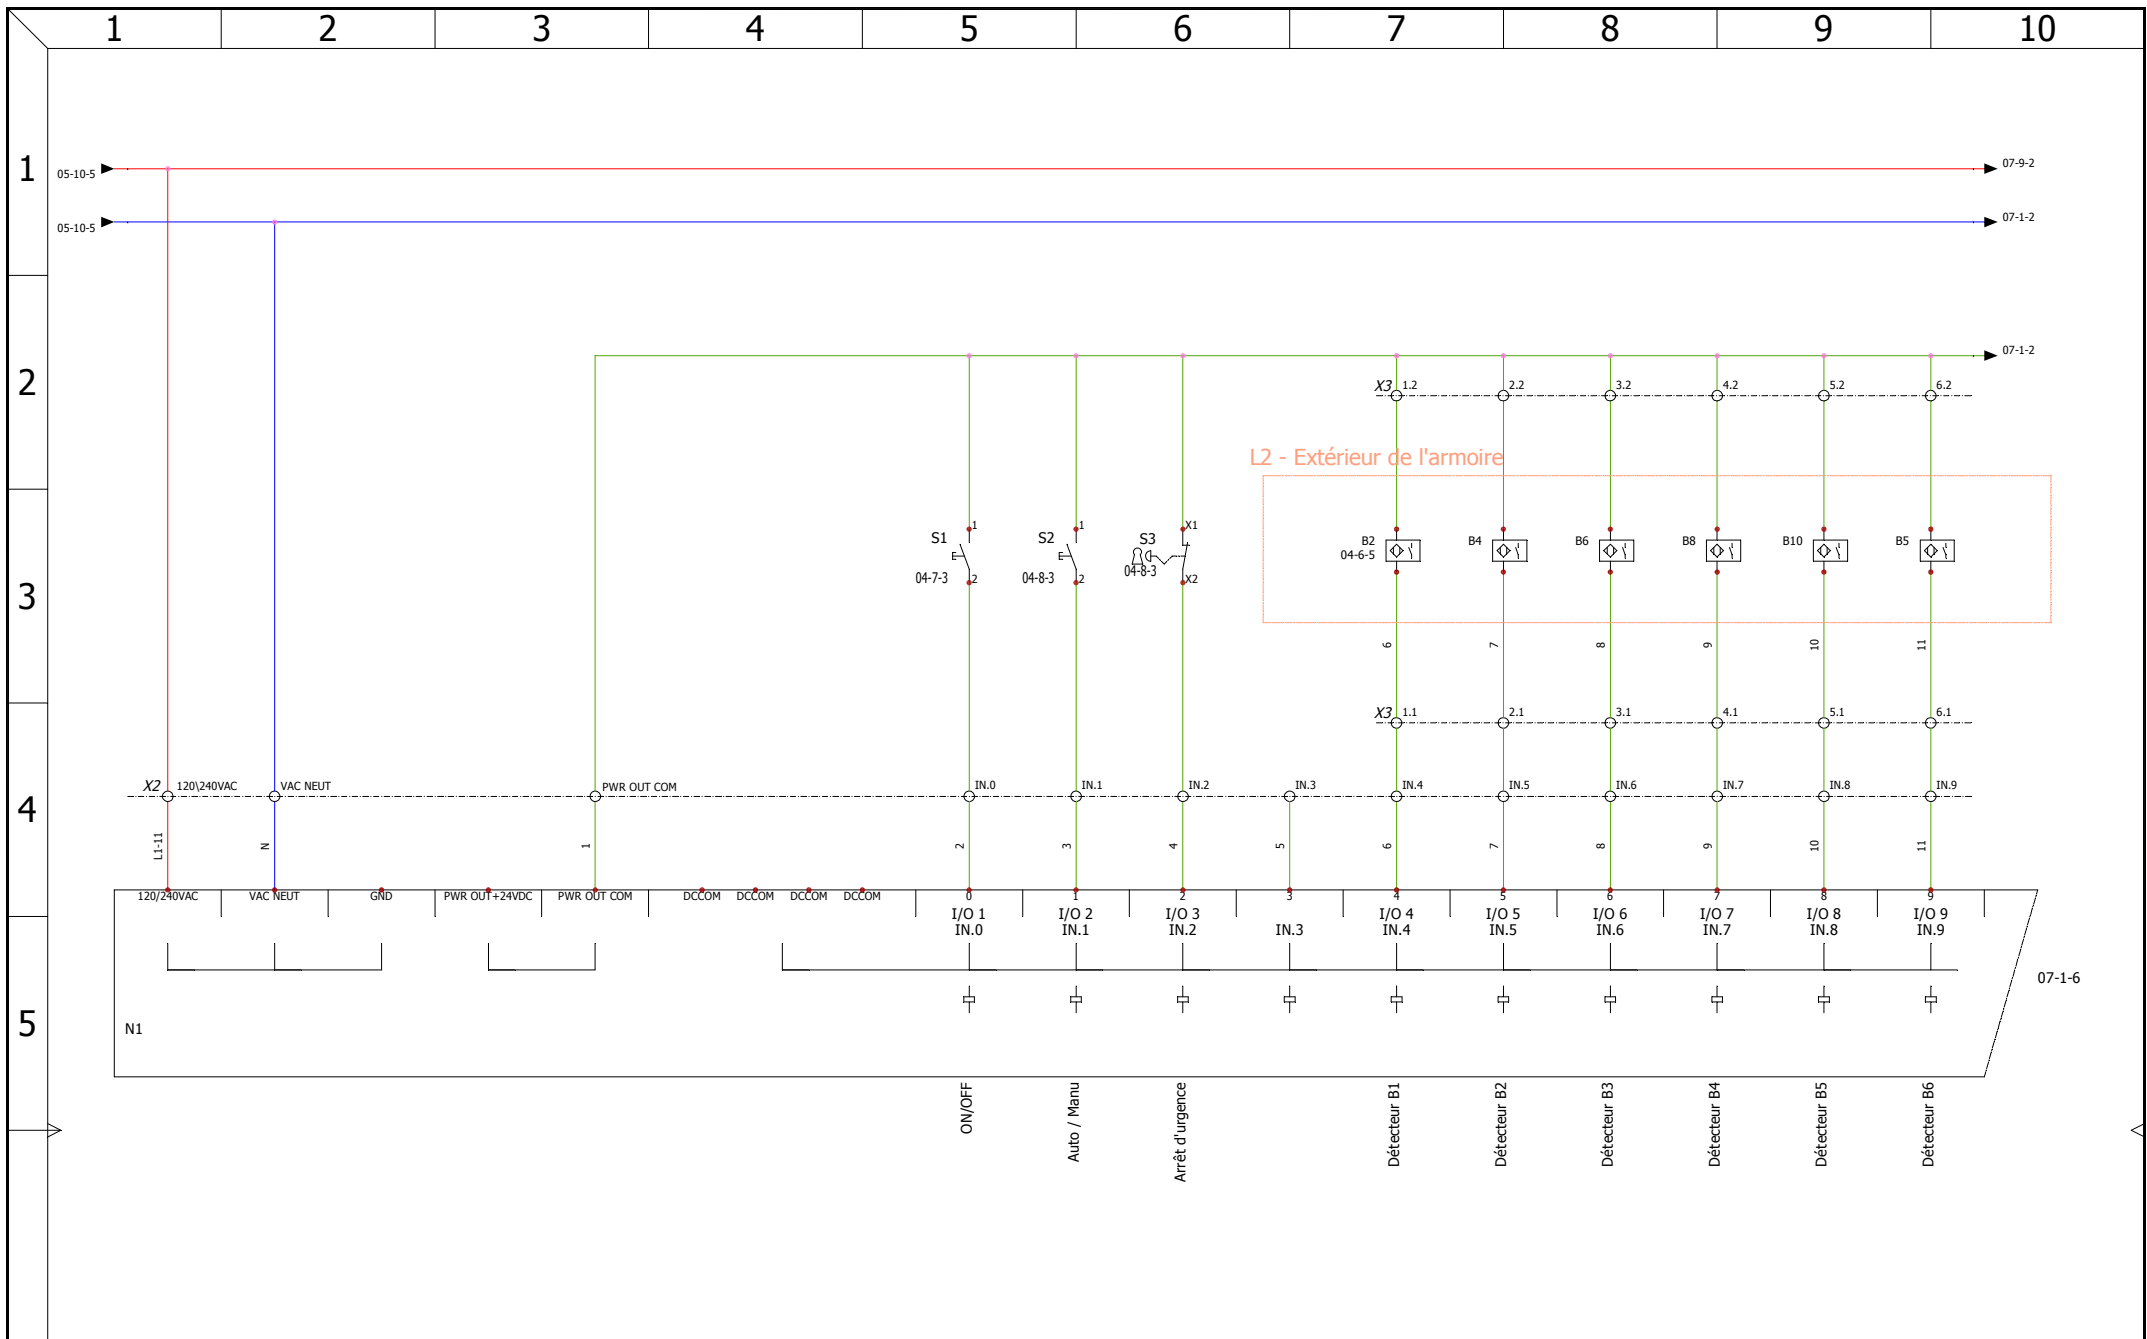 1 2 3 4 5 6 7 8 9 10
1
05-10-5 07-9-2
05-10-5 07-1-2
2
07-1-2
X3 1.2 2.2 3.2 4.2 5.2 6.2
L2 - Extérieur de l'armoire
3
1 1 X1
S1 S2 S3 B2 B4 B6 B8 B10 B5
04-6-5
04-7-3 04-8-3 04-8-3
2 2 X2
6 7 8 9 10 11
X3 1.1 2.1 3.1 4.1 5.1 6.1
4
X2 120\240VAC VAC NEUT PWR OUT COM IN.0 IN.1 IN.2 IN.3 IN.4 IN.5 IN.6 IN.7 IN.8 IN.9
L1-11 N 1 2 3 4 5 6 7 8 9 10 11
120/240VAC VAC NEUT GND PWR OUT+24VDC PWR OUT COM DCCOM DCCOM DCCOM DCCOM 0 1 2 3 4 5 6 7 8 9
I/O 1 I/O 2 I/O 3 I/O 4 I/O 5 I/O 6 I/O 7 I/O 8 I/O 9
IN.0 IN.1 IN.2 IN.3 IN.4 IN.5 IN.6 IN.7 IN.8 IN.9
07-1-6
5
N1
ON/OFF
Auto / Manu
Arrêt d'urgence
Détecteur B1
Détecteur B2
Détecteur B3
Détecteur B4
Détecteur B5
Détecteur B6